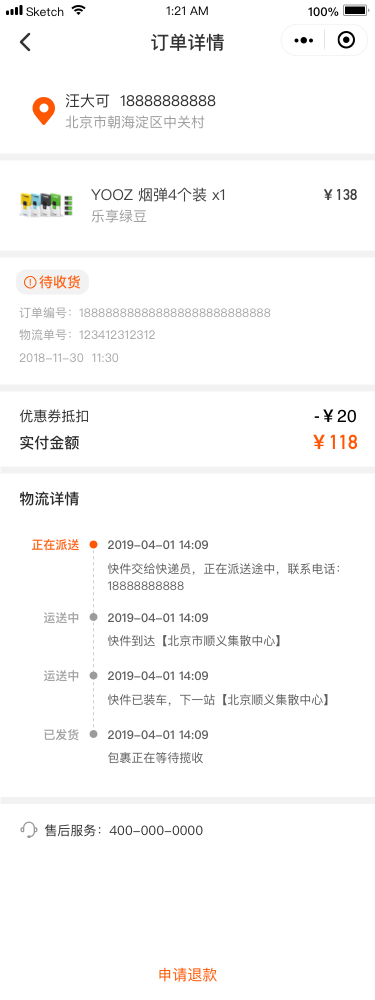 Sketch 1:21 AM 100%
订单详情
汪大可 18888888888
北京市朝海淀区中关村
YOOZ 烟弹4个装 x1 ¥138
乐享绿豆
待收货
订单编号：1888888888888888888888888888
物流单号：123412312312
2018-11-30 11:30
优惠券抵扣 -¥20
实付金额 ¥118
物流详情
正在派送 2019-04-01 14:09
快件交给快递员，正在派送途中，联系电话：
18888888888
运送中 2019-04-01 14:09
快件到达【北京市顺义集散中心】
运送中 2019-04-01 14:09
快件已装车，下一站【北京顺义集散中心】
已发货 2019-04-01 14:09
包裹正在等待揽收
售后服务：400-000-0000
申请退款